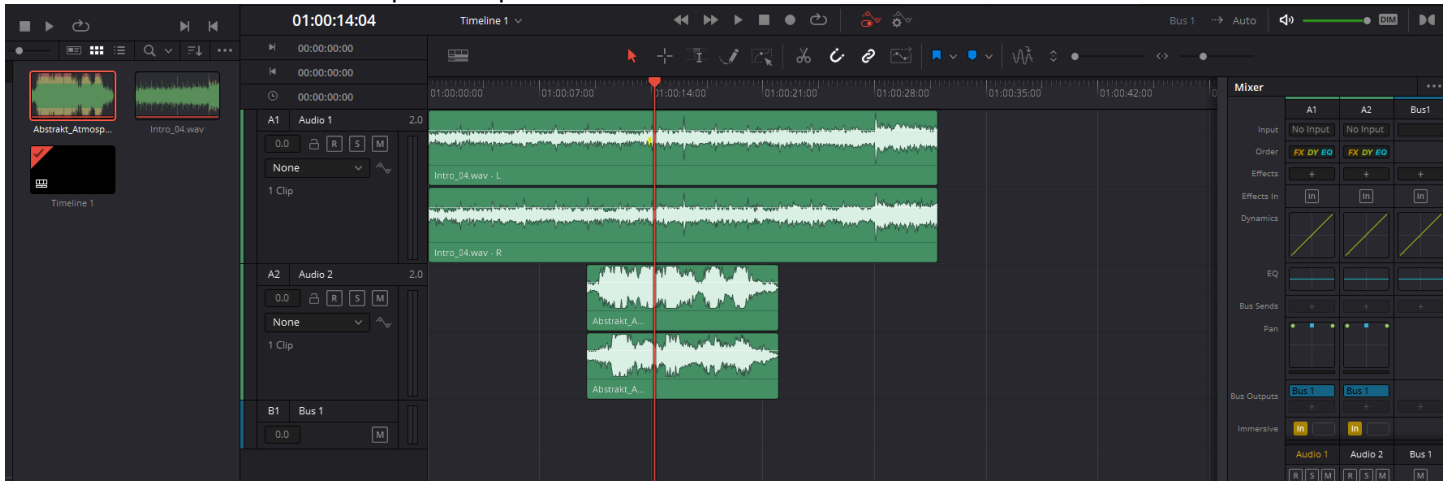 01:00:14:04
Timeline 1
Bus 1
Auto
DIM
00:00:00:00
00:00:00:00
00:00:00:00
01:00:00:00
01:00:07:00
01:00:14:00
01:00:21:00
01:00:28:00
01:00:35:00
01:00:42:00
Abstrakt_Atmosp...
Intro_04.wav
Timeline 1
A1 Audio 1 2.0
0.0 R S M
None
1 Clip
Intro_04.wav - L
Intro_04.wav - R
A2 Audio 2 2.0
0.0 R S M
None
1 Clip
Abstrakt_A...
Abstrakt_A...
B1 Bus 1
0.0 M
Mixer
A1 A2 Bus1
Input No Input No Input
Order FX DY EQ FX DY EQ
Effects + + +
Effects In In In In
Dynamics
EQ
Bus Sends + + +
Pan
Bus Outputs Bus 1 Bus 1
+ + +
Immersive In In
Audio 1 Audio 2 Bus 1
R S M R S M M